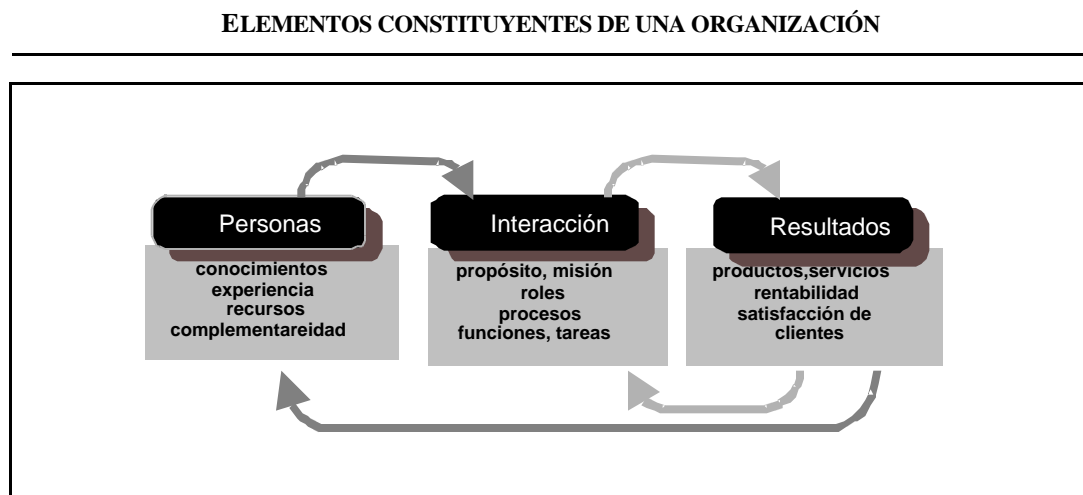 ELEMENTOS CONSTITUYENTES DE UNA ORGANIZACIÓN
Personas
conocimientos
experiencia
recursos
complementareidad
Interacción
propósito, misión
roles
procesos
funciones, tareas
Resultados
productos,servicios
rentabilidad
satisfacción de
clientes